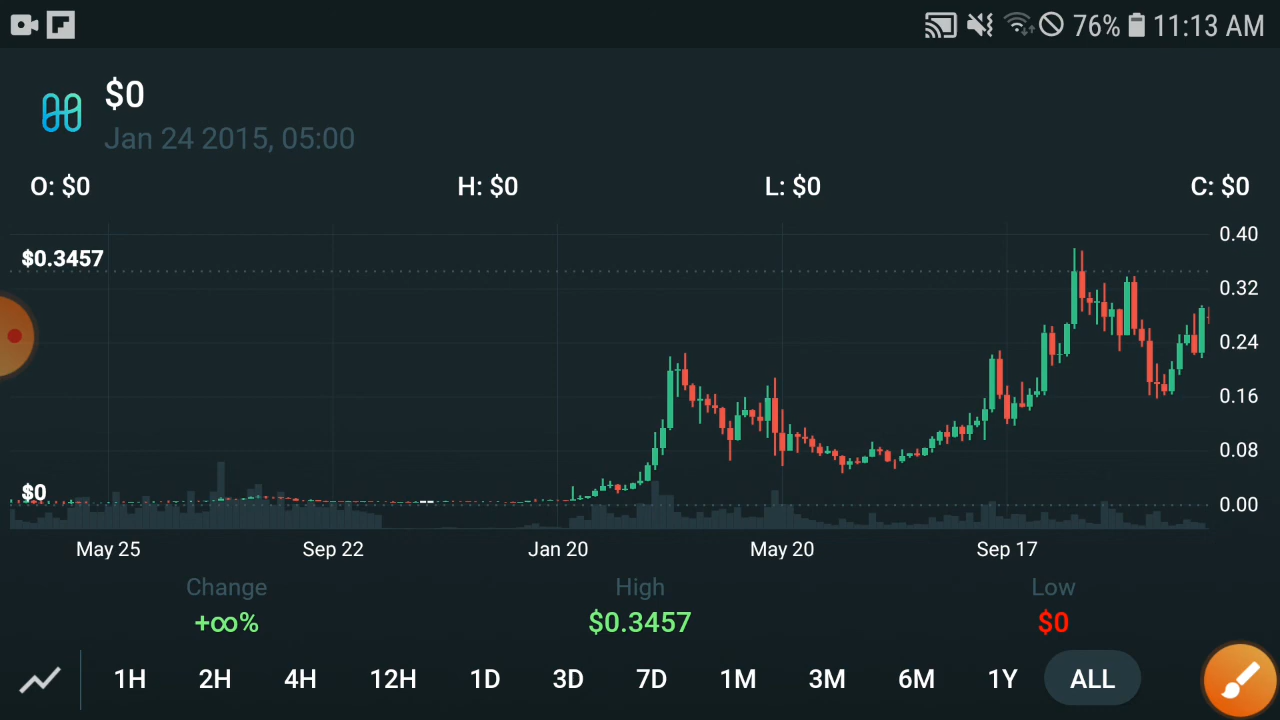 76% 11:13 AM
$0
Jan 24 2015, 05:00
O: $0 H: $0 L: $0 C: $0
0.40
$0.3457
0.32
0.24
0.16
0.08
$0
0.00
May 25 Sep 22 Jan 20 May 20 Sep 17
Change High Low
+∞% $0.3457 $0
1H 2H 4H 12H 1D 3D 7D 1M 3M 6M 1Y ALL